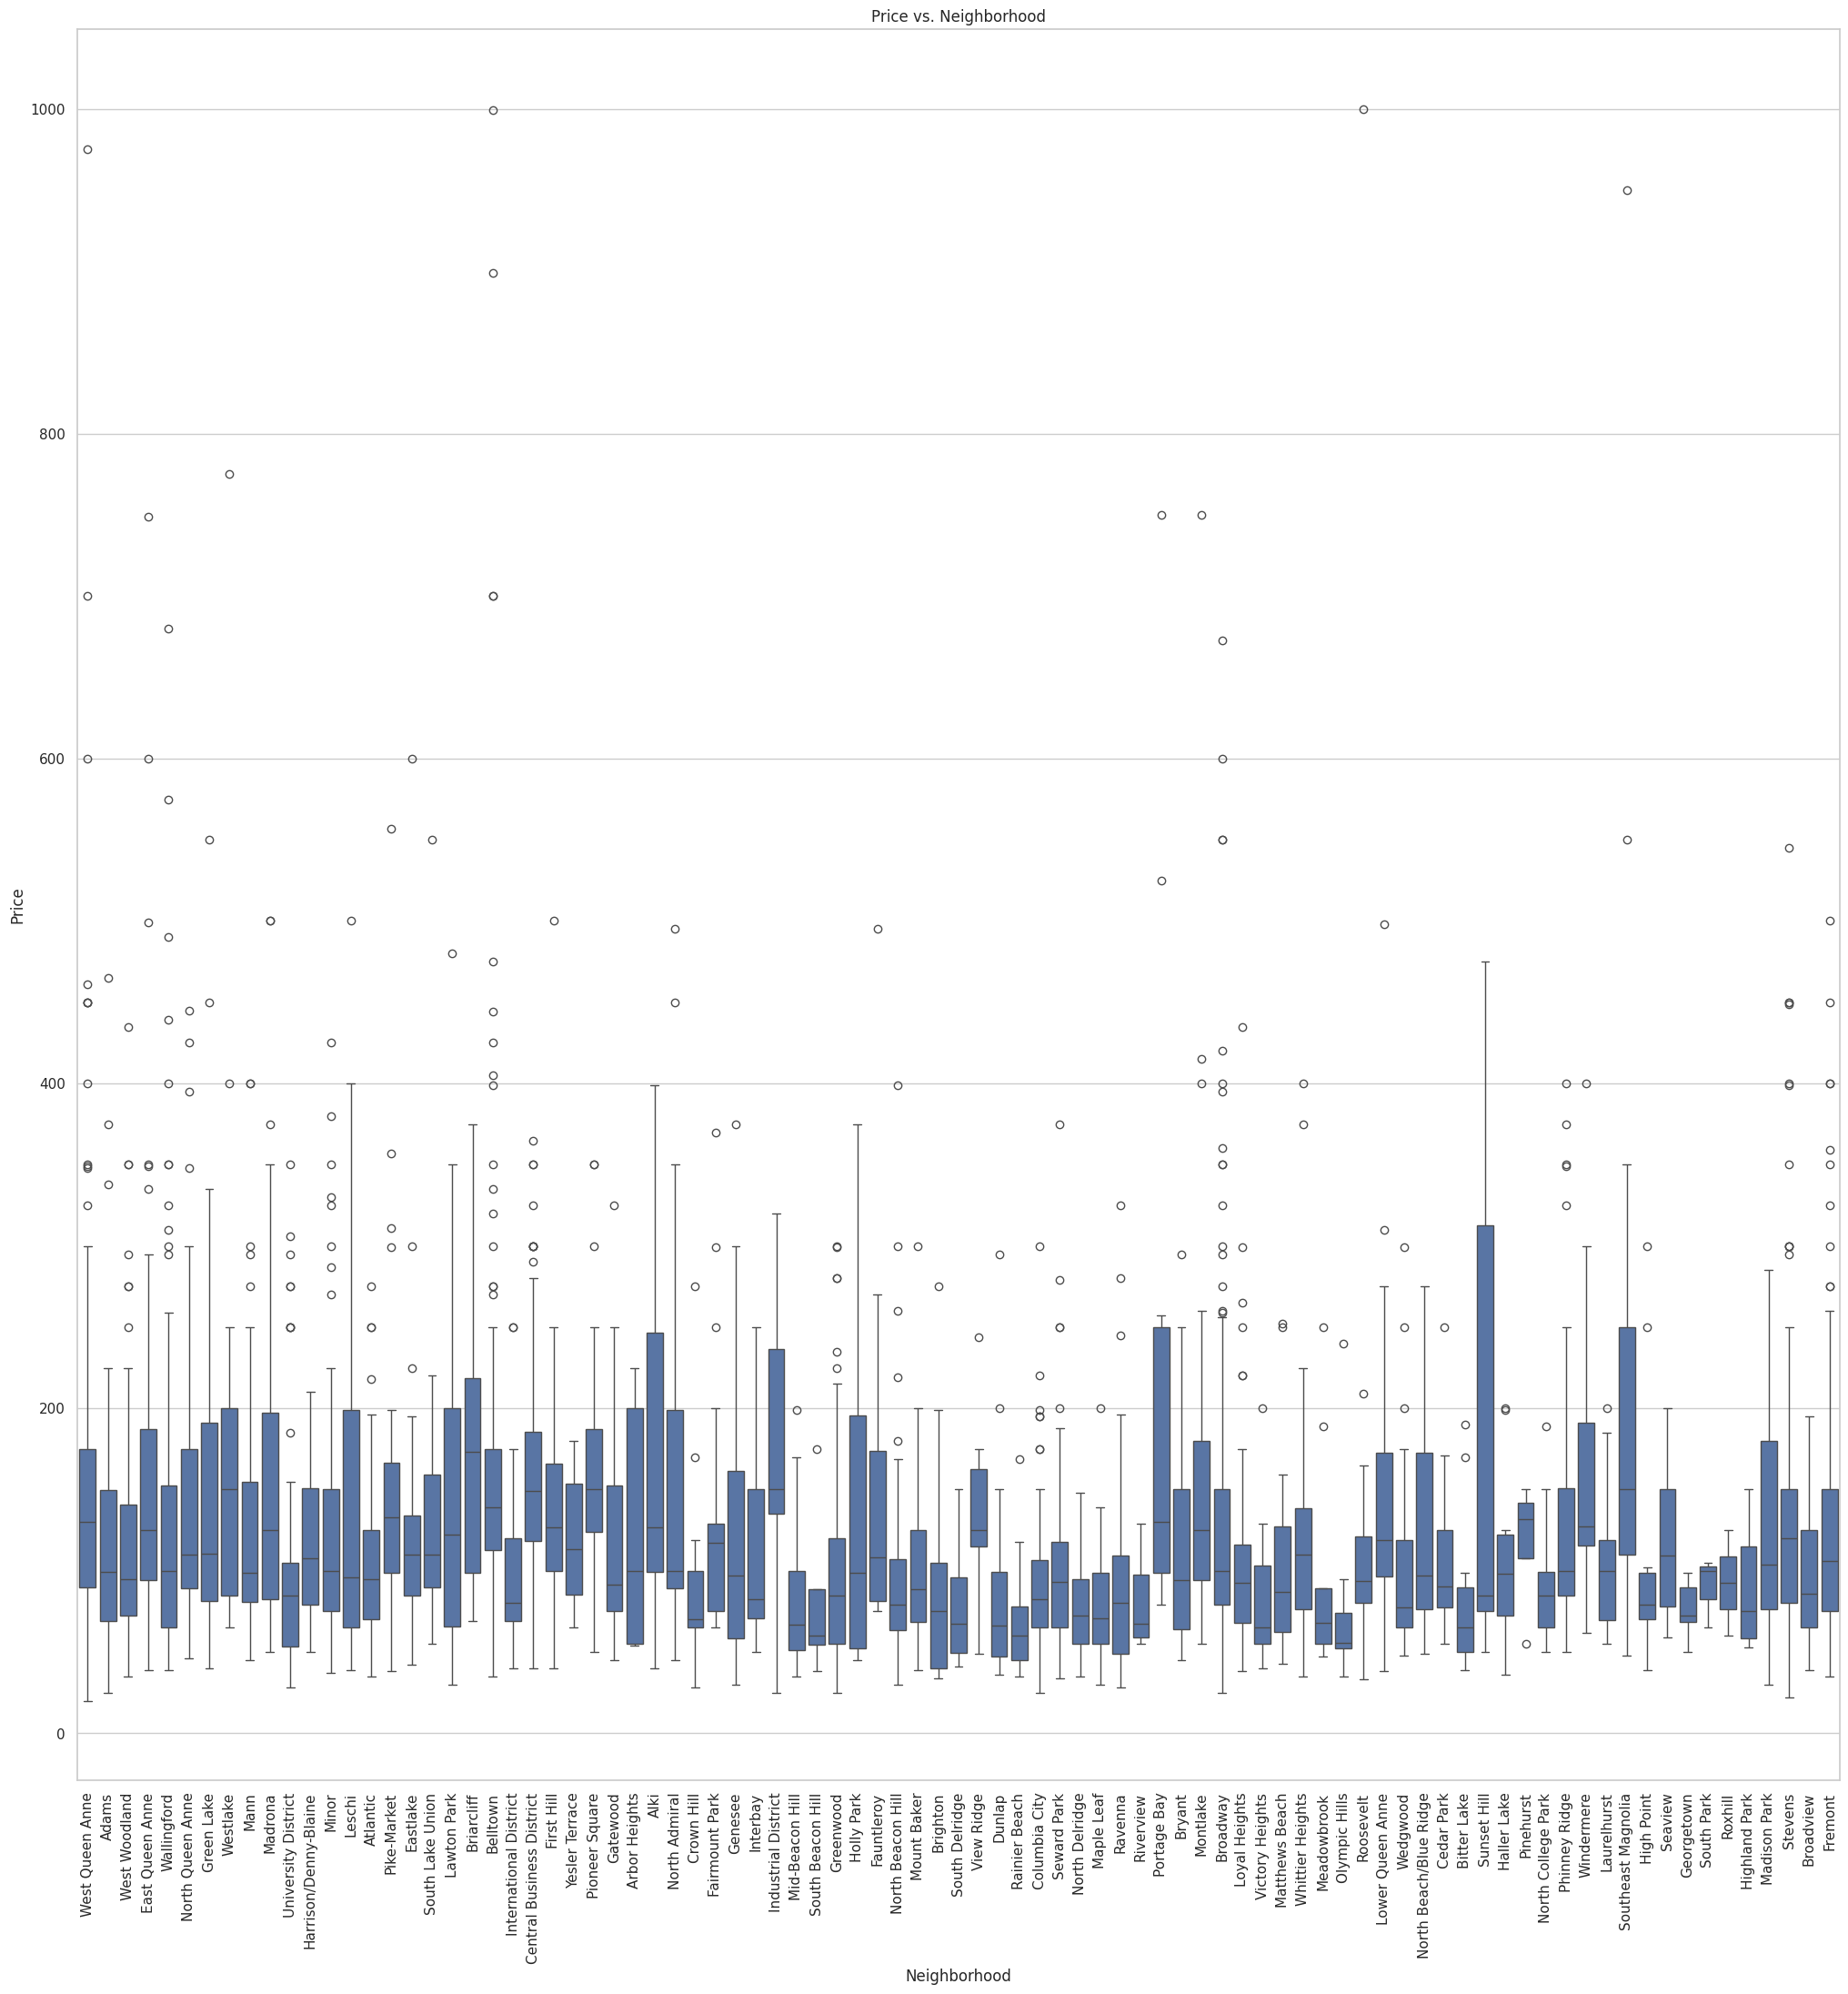 Price vs. Neighborhood
1000
800
600
400
200
0
Price
West Queen Anne
Adams
West Woodland
East Queen Anne
Wallingford
North Queen Anne
Green Lake
Westlake
Mann
Madrona
University District
Harrison/Denny-Blaine
Minor
Leschi
Atlantic
Pike-Market
Eastlake
South Lake Union
Lawton Park
Briarcliff
Belltown
International District
Central Business District
First Hill
Yesler Terrace
Pioneer Square
Gatewood
Arbor Heights
Alki
North Admiral
Crown Hill
Fairmount Park
Genesee
Interbay
Industrial District
Mid-Beacon Hill
South Beacon Hill
Greenwood
Holly Park
Fauntleroy
North Beacon Hill
Mount Baker
Brighton
South Delridge
View Ridge
Dunlap
Rainier Beach
Columbia City
Seward Park
North Delridge
Maple Leaf
Ravenna
Riverview
Portage Bay
Bryant
Montlake
Broadway
Loyal Heights
Victory Heights
Matthews Beach
Whittier Heights
Meadowbrook
Olympic Hills
Roosevelt
Lower Queen Anne
Wedgwood
North Beach/Blue Ridge
Cedar Park
Bitter Lake
Sunset Hill
Haller Lake
Pinehurst
North College Park
Phinney Ridge
Windermere
Laurelhurst
Southeast Magnolia
High Point
Seaview
Georgetown
South Park
Roxhill
Highland Park
Madison Park
Stevens
Broadview
Fremont
Neighborhood